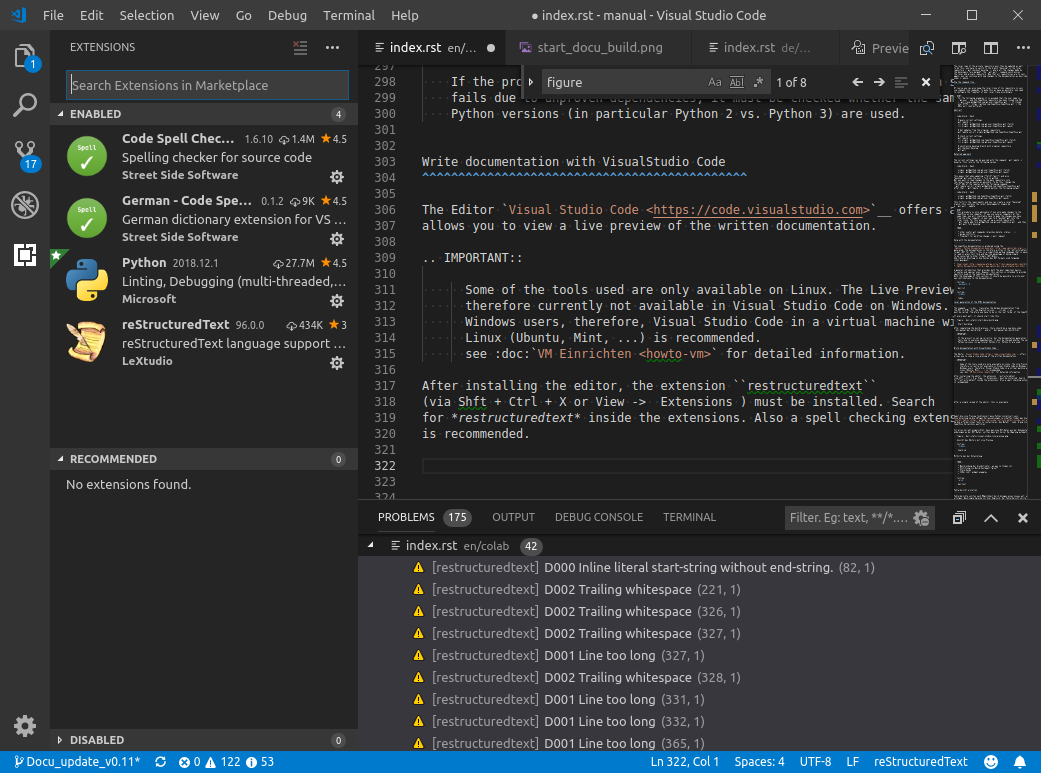 File Edit Selection View Go Debug Terminal Help ● index.rst - manual - Visual Studio Code
1
17
EXTENSIONS
Search Extensions in Marketplace
ENABLED 4
Spell
Code Spell Chec... 1.6.10 1.4M 4.5
Spelling checker for source code
Street Side Software
Spell
German - Code Spe... 0.1.2 9K 4.5
German dictionary extension for VS ...
Street Side Software
Python 2018.12.1 27.7M 4.5
Linting, Debugging (multi-threaded,...
Microsoft
reStructuredText 96.0.0 434K 3
reStructuredText language support ...
LeXtudio
RECOMMENDED 0
No extensions found.
DISABLED 0
index.rst en/... start_docu_build.png index.rst de/... Previe
figure Aa Abl .* 1 of 8
297
298 If the pro
299 fails due to unproven dependencies, it must be checked whether the sam
300 Python versions (in particular Python 2 vs. Python 3) are used.
301
302
303 Write documentation with VisualStudio Code
304 ^^^^^^^^^^^^^^^^^^^^^^^^^^^^^^^^^^^^^^^^^^^^^
305
306 The Editor `Visual Studio Code <https://code.visualstudio.com>`__ offers a
307 allows you to view a live preview of the written documentation.
308
309 .. IMPORTANT::
310
311 Some of the tools used are only available on Linux. The Live Preview
312 therefore currently not available in Visual Studio Code on Windows.
313 Windows users, therefore, Visual Studio Code in a virtual machine wi
314 Linux (Ubuntu, Mint, ...) is recommended.
315 see :doc:`VM Einrichten <howto-vm>` for detailed information.
316
317 After installing the editor, the extension ``restructuredtext``
318 (via Shft + Ctrl + X or View -> Extensions ) must be installed. Search
319 for *restructuredtext* inside the extensions. Also a spell checking extens
320 is recommended.
321
322
323
324
PROBLEMS 175 OUTPUT DEBUG CONSOLE TERMINAL Filter. Eg: text, **/*....
index.rst en/colab 42
[restructuredtext] D000 Inline literal start-string without end-string. (82, 1)
[restructuredtext] D002 Trailing whitespace (221, 1)
[restructuredtext] D002 Trailing whitespace (326, 1)
[restructuredtext] D002 Trailing whitespace (327, 1)
[restructuredtext] D001 Line too long (327, 1)
[restructuredtext] D002 Trailing whitespace (328, 1)
[restructuredtext] D001 Line too long (331, 1)
[restructuredtext] D001 Line too long (332, 1)
[restructuredtext] D001 Line too long (365, 1)
Docu_update_v0.11* 0 122 53 Ln 322, Col 1 Spaces: 4 UTF-8 LF reStructuredText